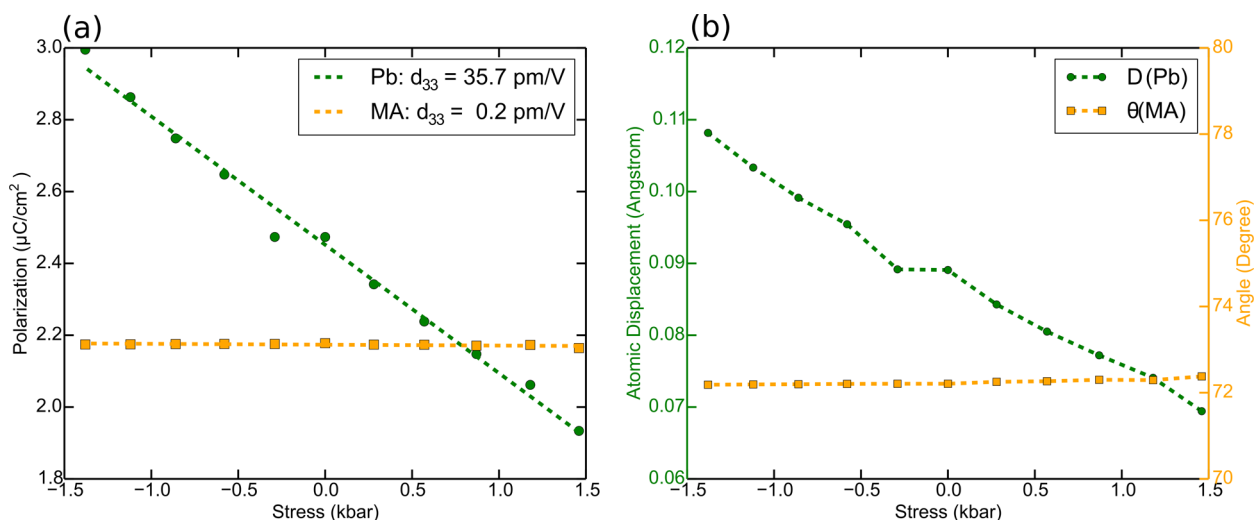 (a)
3.0
2.8
2.6
2.4
2.2
2.0
1.8
Polarization (μC/cm²)
Pb: d₃₃ = 35.7 pm/V
MA: d₃₃ = 0.2 pm/V
−1.5 −1.0 −0.5 0.0 0.5 1.0 1.5
Stress (kbar)
(b)
0.12
0.11
0.10
0.09
0.08
0.07
0.06
Atomic Displacement (Angstrom)
D(Pb)
θ(MA)
80
78
76
74
72
70
Angle (Degree)
−1.5 −1.0 −0.5 0.0 0.5 1.0 1.5
Stress (kbar)